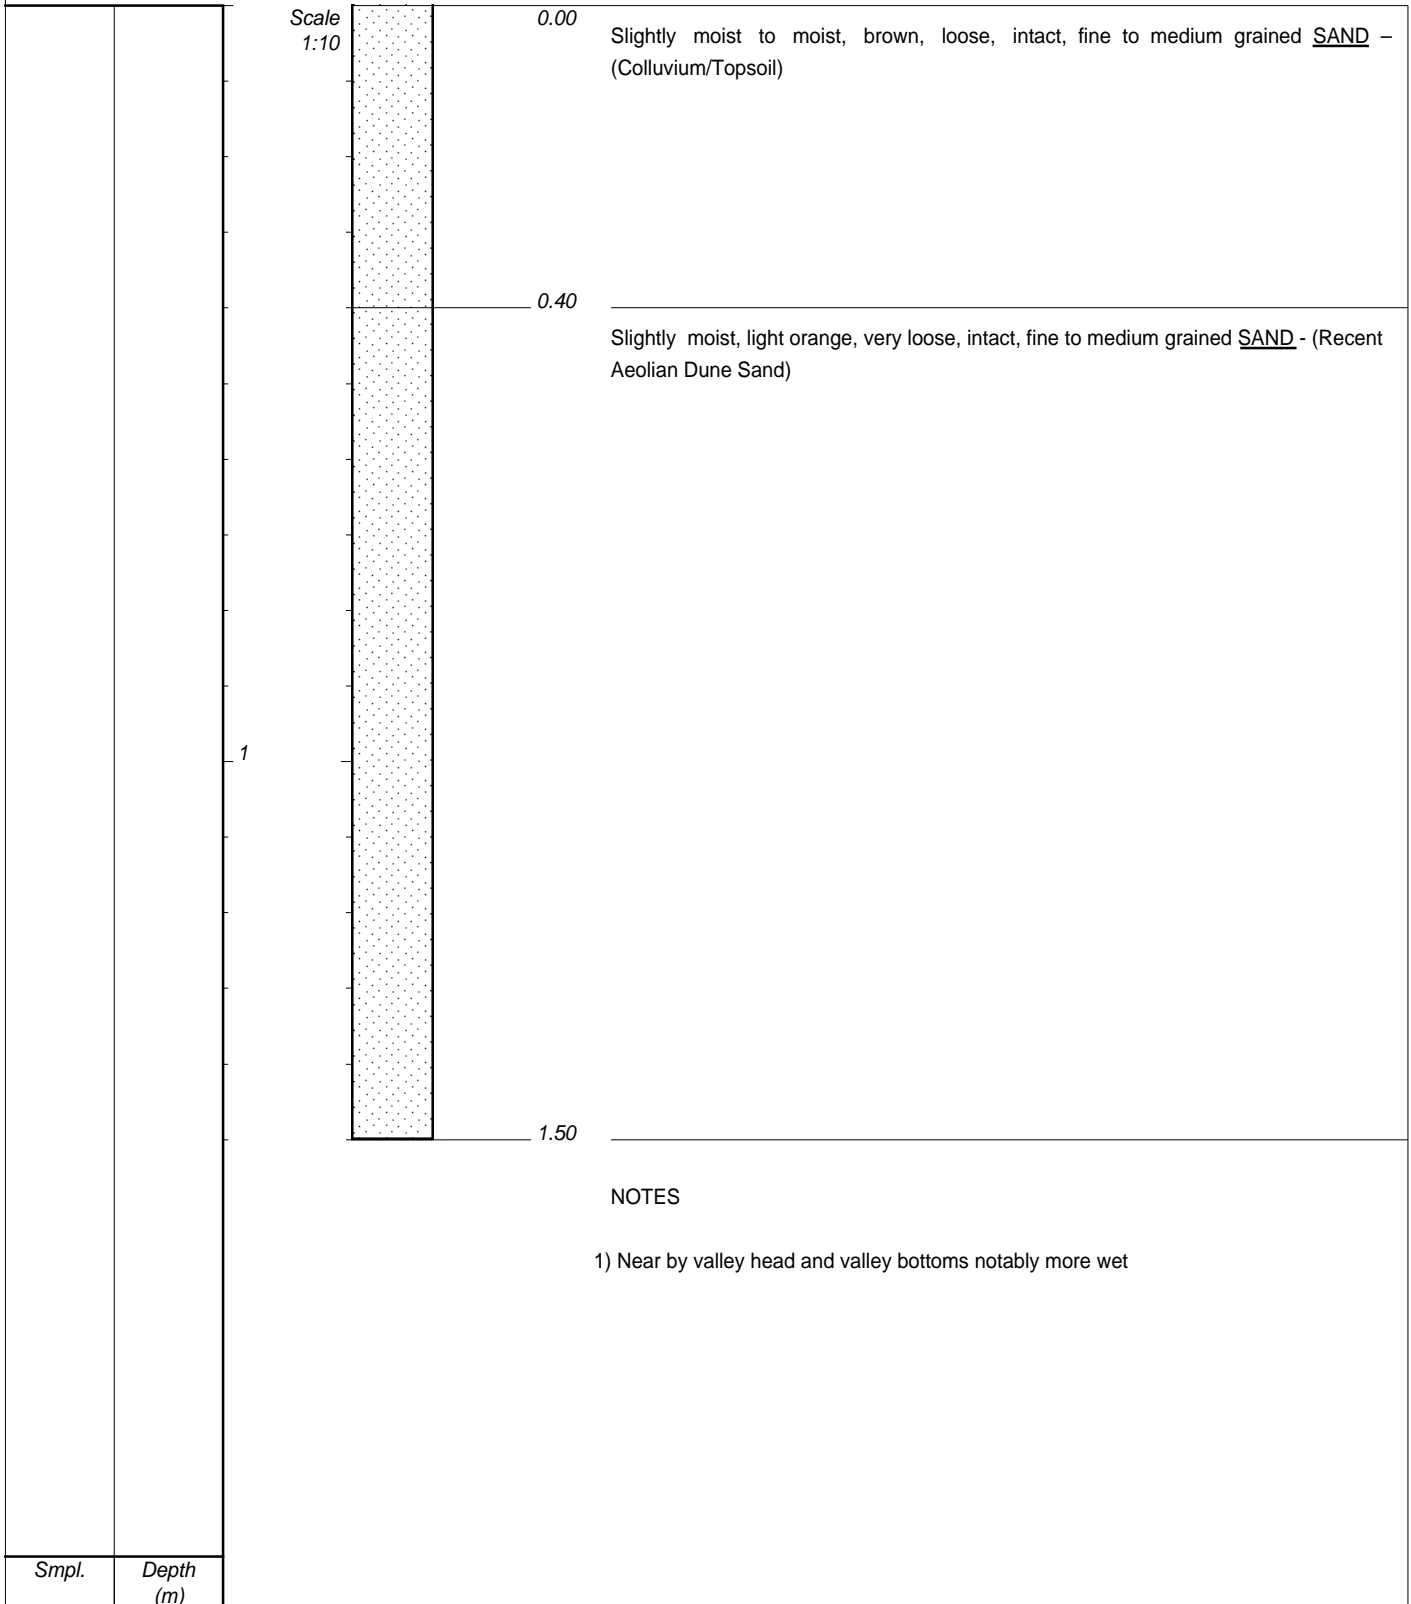 Scale
1:10
0.00
Slightly moist to moist, brown, loose, intact, fine to medium grained SAND –
(Colluvium/Topsoil)
0.40
Slightly moist, light orange, very loose, intact, fine to medium grained SAND - (Recent
Aeolian Dune Sand)
1
1.50
NOTES
1) Near by valley head and valley bottoms notably more wet
Smpl.
Depth
(m)